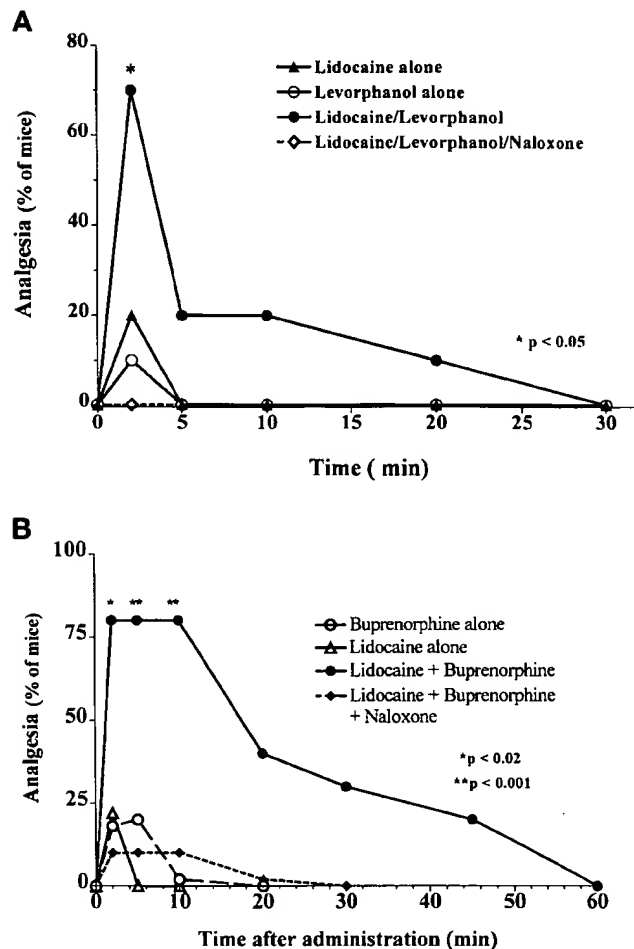 A
Analgesia (% of mice)
80
60
40
20
0
*
Lidocaine alone
Levorphanol alone
Lidocaine/Levorphanol
Lidocaine/Levorphanol/Naloxone
* p < 0.05
0 5 10 15 20 25 30
Time ( min)
B
Analgesia (% of mice)
100
75
50
25
0
* ** **
Buprenorphine alone
Lidocaine alone
Lidocaine + Buprenorphine
Lidocaine + Buprenorphine
+ Naloxone
*p < 0.02
**p < 0.001
0 10 20 30 40 50 60
Time after administration (min)